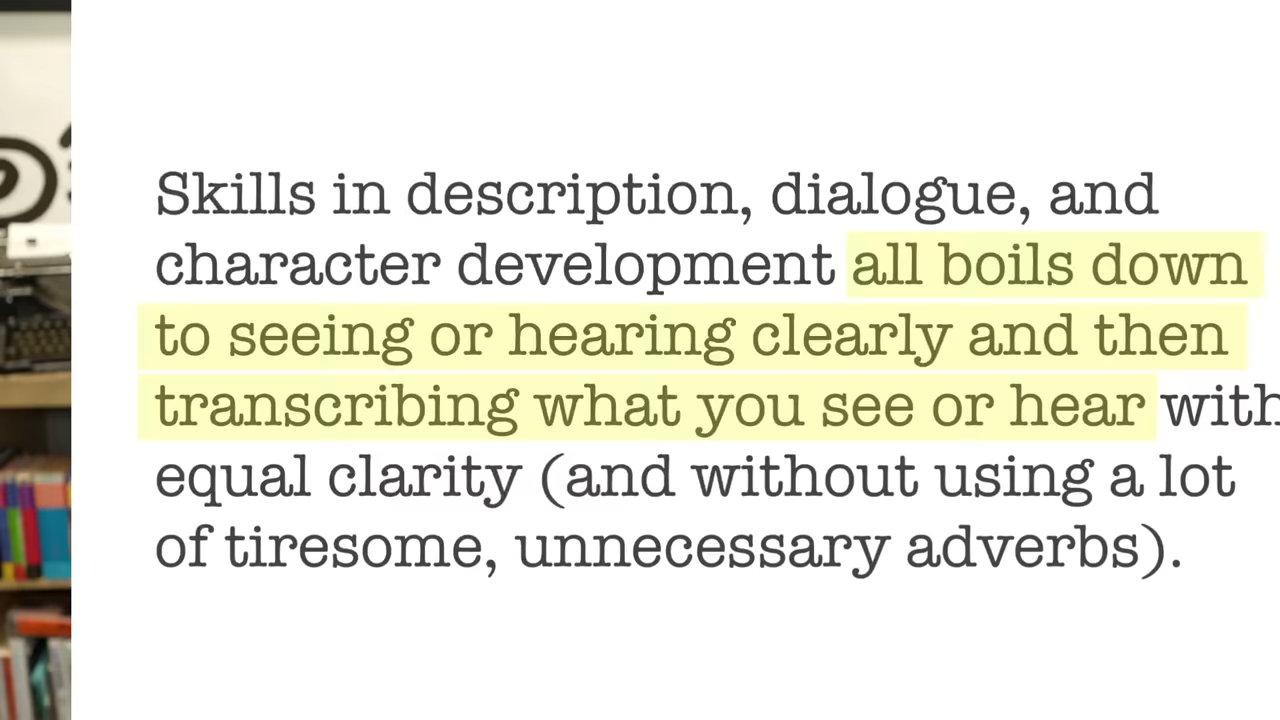 Skills in description, dialogue, and
character development all boils down
to seeing or hearing clearly and then
transcribing what you see or hear with
equal clarity (and without using a lot
of tiresome, unnecessary adverbs).